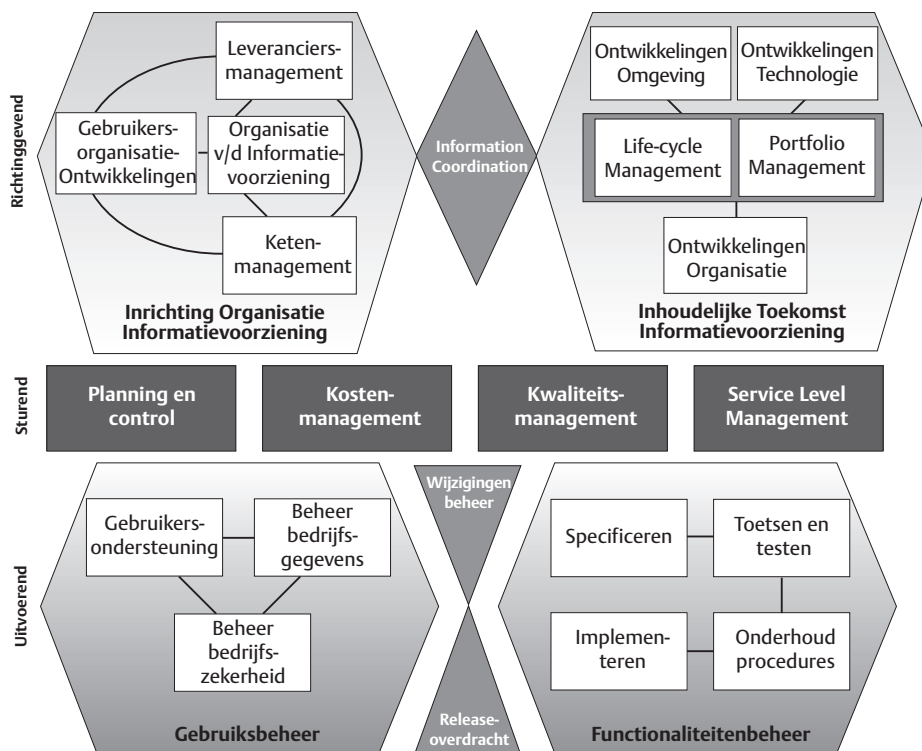 Richtinggevend
Leveranciers-
management
Gebruikers-
organisatie-
Ontwikkelingen
Organisatie
v/d Informatie-
voorziening
Keten-
management
Inrichting Organisatie
Informatievoorziening
Information
Coordination
Ontwikkelingen
Omgeving
Ontwikkelingen
Technologie
Life-cycle
Management
Portfolio
Management
Ontwikkelingen
Organisatie
Inhoudelijke Toekomst
Informatievoorziening
Sturend
Planning en
control
Kosten-
management
Kwaliteits-
management
Service Level
Management
Uitvoerend
Gebruikers-
ondersteuning
Beheer
bedrijfs-
gegevens
Beheer
bedrijfs-
zekerheid
Gebruiksbeheer
Wijzigingen
beheer
Release-
overdracht
Specificeren
Toetsen en
testen
Implemen-
teren
Onderhoud
procedures
Functionaliteitenbeheer